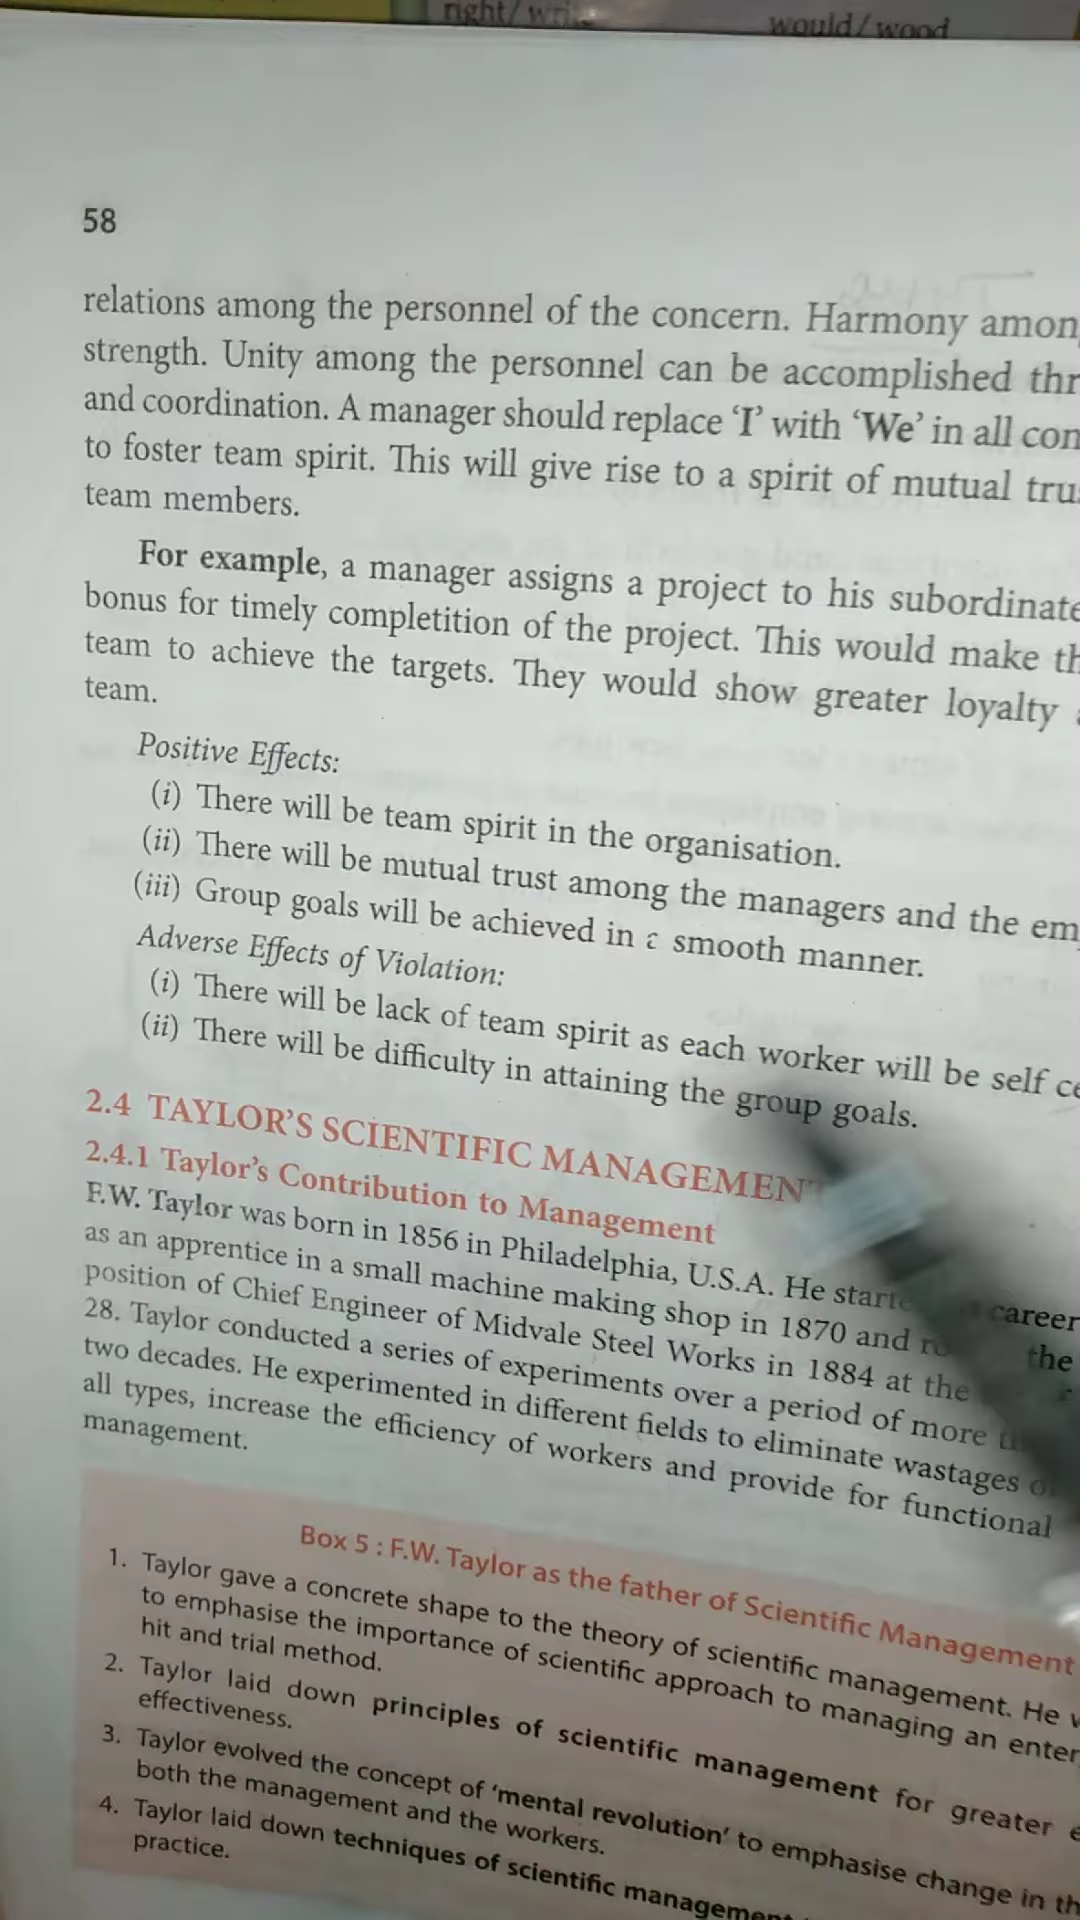 right/
would/wood
58
relations among the personnel of the concern. Harmony
strength. Unity among the personnel can be accomplished
and coordination. A manager should replace ‘I’ with ‘We’ in all
to foster team spirit. This will give rise to a spirit of mutual
team members.
For example, a manager assigns a project to his
bonus for timely completition of the project. This would make
team to achieve the targets. They would show greater loyalty
team.
Positive Effects:
(i) There will be team spirit in the organisation.
(ii) There will be mutual trust among the managers and the
(iii) Group goals will be achieved in a smooth manner.
Adverse Effects of Violation:
(i) There will be lack of team spirit as each worker will be self
(ii) There will be difficulty in attaining the group goals.
2.4 TAYLOR’S SCIENTIFIC MANAGEMENT
2.4.1 Taylor’s Contribution to Management
F.W. Taylor was born in 1856 in Philadelphia, U.S.A. He career
as an apprentice in a small machine making shop in 1870 and the
position of Chief Engineer of Midvale Steel Works in 1884 at the
28. Taylor conducted a series of experiments over a period of more
two decades. He experimented in different fields to eliminate wastages
all types, increase the efficiency of workers and provide for functional
management.
Box 5 : F.W. Taylor as the father of Scientific Management
1. Taylor gave a concrete shape to the theory of scientific management. He
to emphasise the importance of scientific approach to managing an
hit and trial method.
2. Taylor laid down principles of scientific management for greater
effectiveness.
3. Taylor evolved the concept of ‘mental revolution’ to emphasise change in
both the management and the workers.
4. Taylor laid down techniques of scientific management
practice.